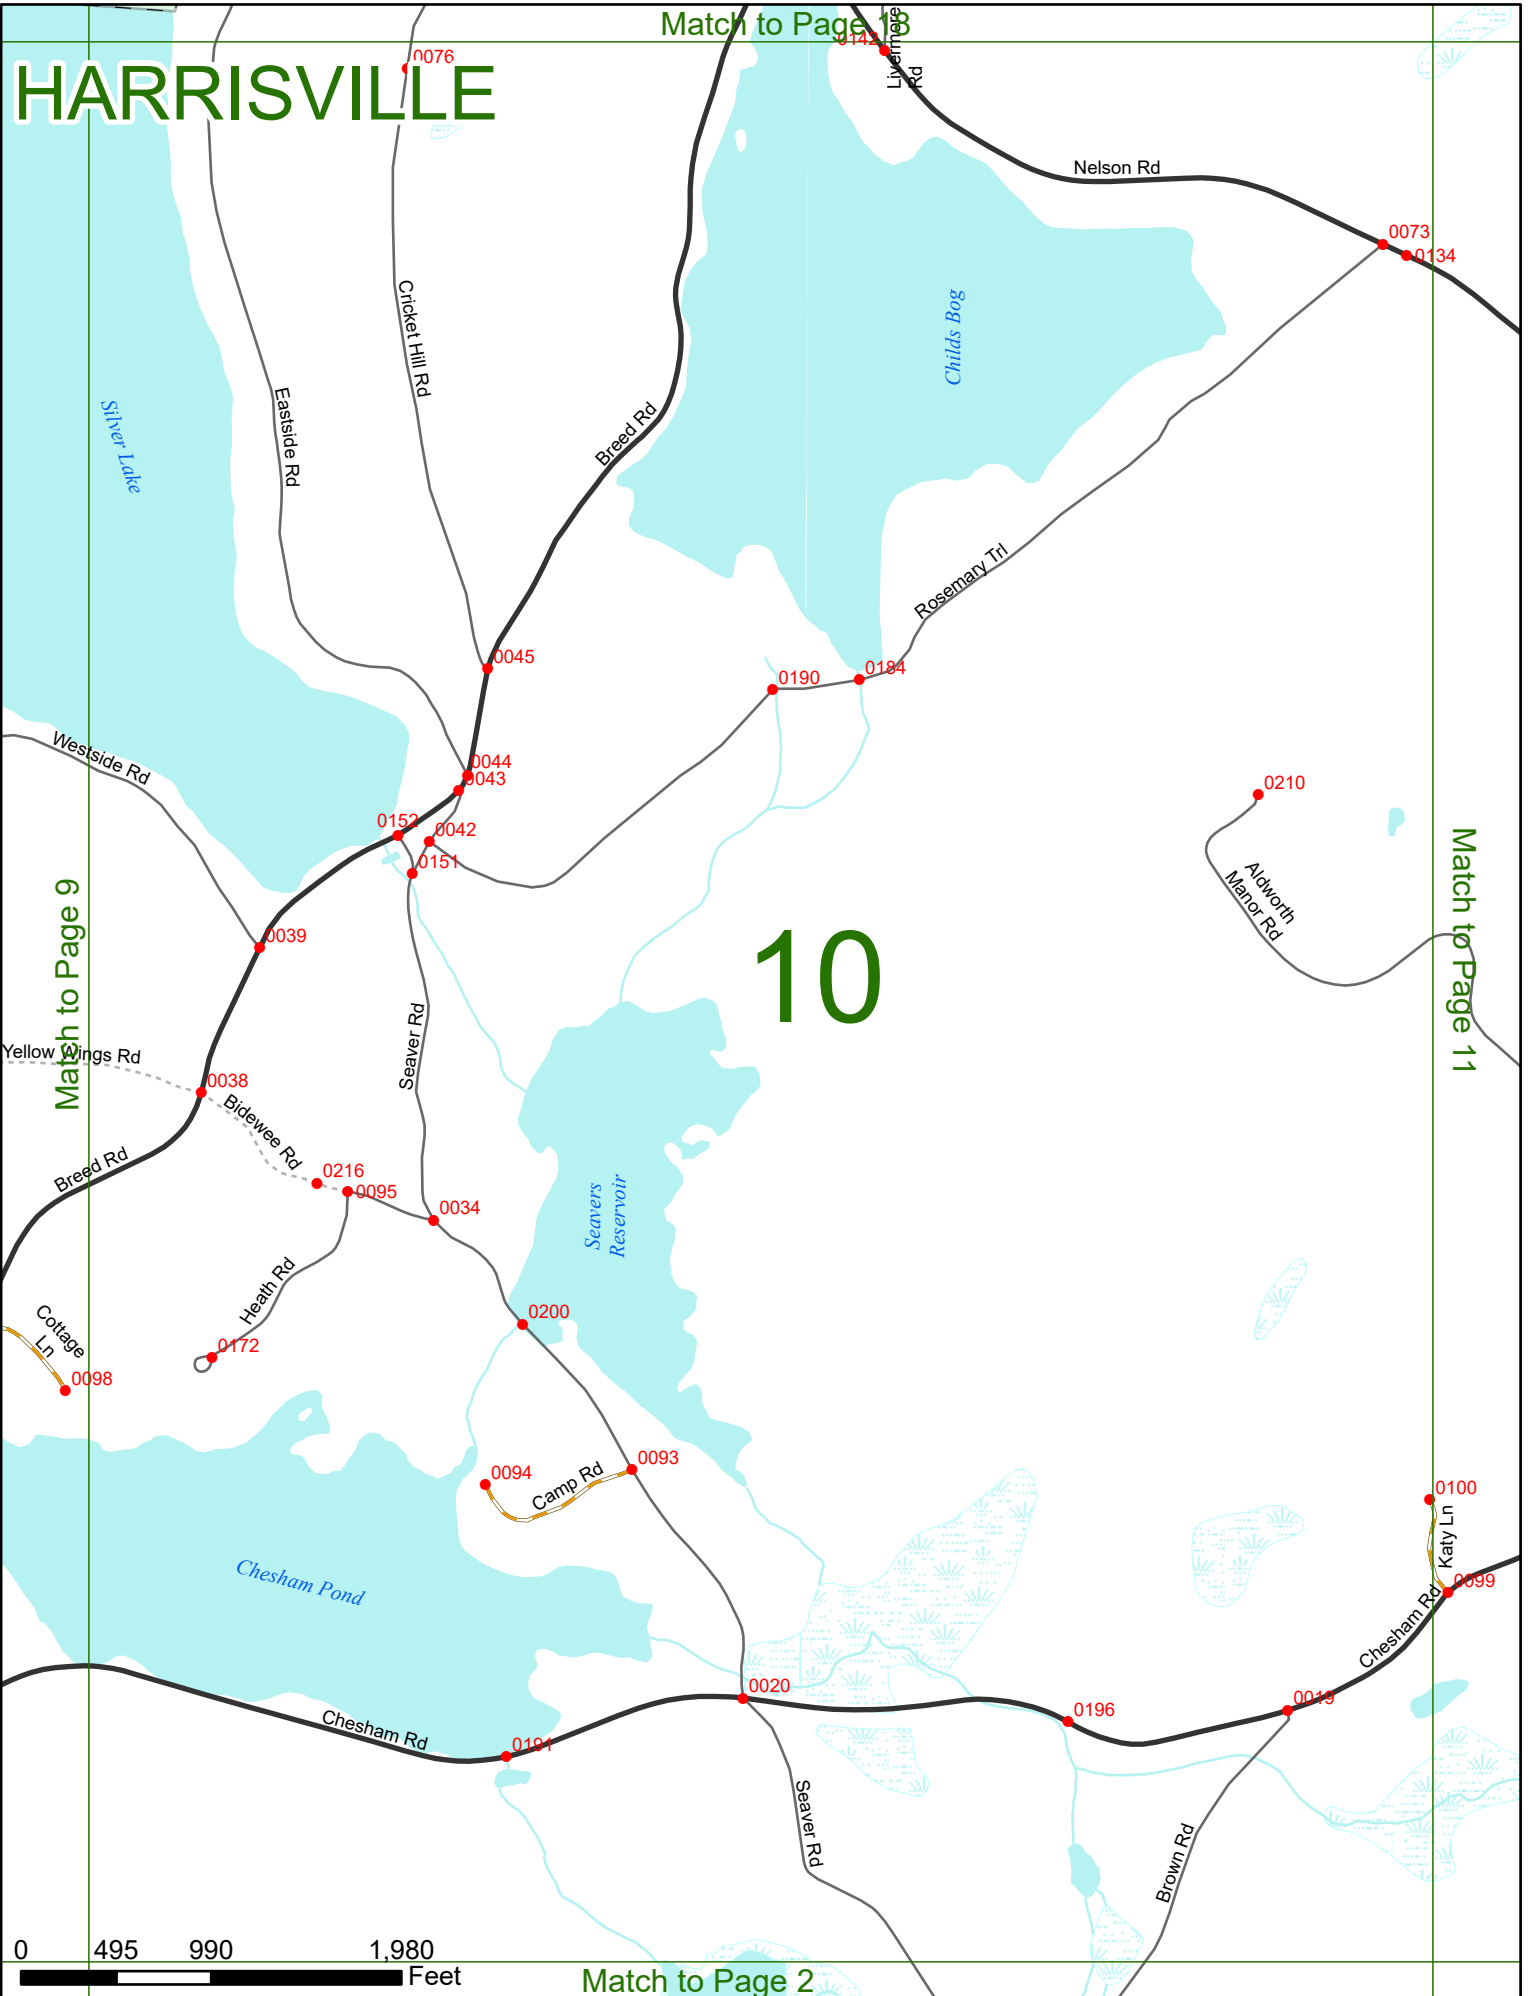 Match to Page 18
HARRISVILLE
0076
0142
Livermore
Rd
Nelson Rd
0073
0134
Cricket Hill Rd
Childs Bog
Eastside Rd
Silver Lake
Breed Rd
Rosemary Trl
0045
0190
0184
Westside Rd
0044
0043
0210
0152
0042
0151
Aldworth
Manor Rd
Match to Page 9
Match to Page 11
0039
10
Seaver Rd
Yellow Wings Rd
0038
Bidewee Rd
Breed Rd
0216
0095
0034
Seavers
Reservoir
Heath Rd
Cottage
Ln
0200
0172
0098
0093
0094
Camp Rd
0100
Katy Ln
Chesham Pond
0099
Chesham Rd
0020
0019
0196
Chesham Rd
0191
Seaver Rd
Brown Rd
0 495 990 1,980
Feet
Match to Page 2